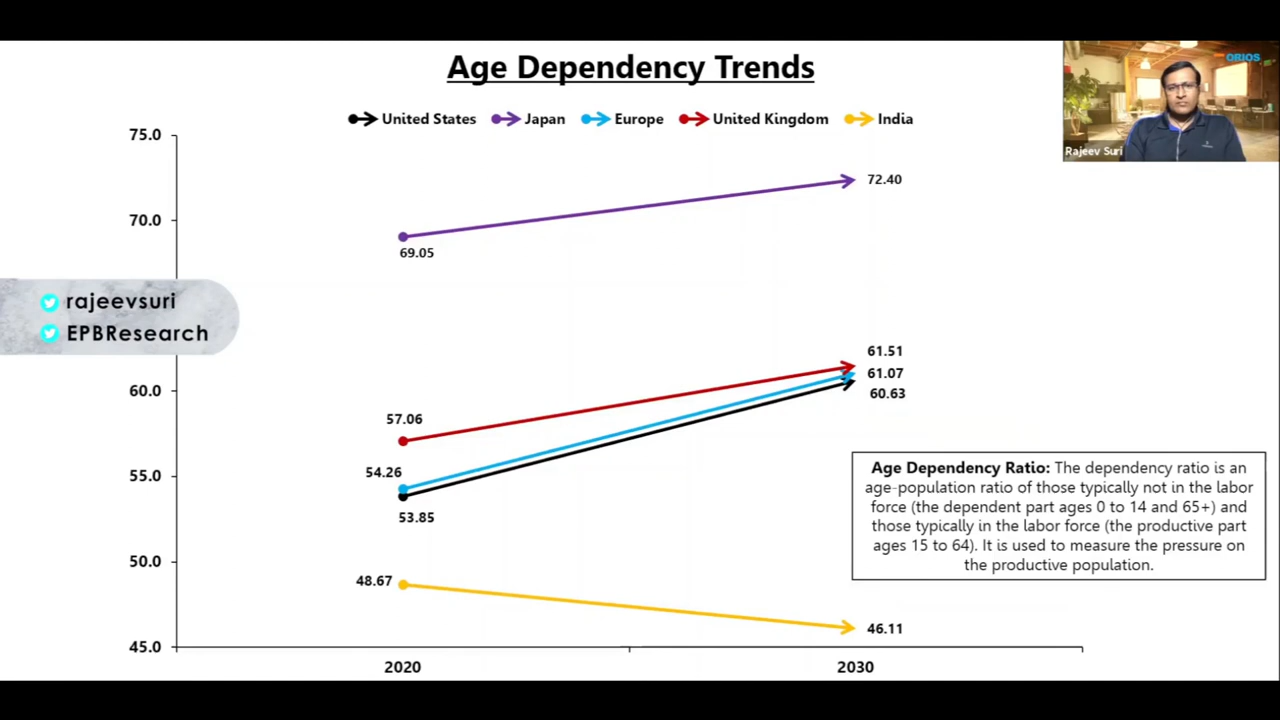 Age Dependency Trends
United States Japan Europe United Kingdom India
ORIOS
Rajeev Suri
75.0
72.40
70.0
69.05
rajeevsuri
EPBResearch
61.51
61.07
60.63
60.0
57.06
54.26
55.0
53.85
50.0
48.67
46.11
45.0
2020 2030
Age Dependency Ratio: The dependency ratio is an
age-population ratio of those typically not in the labor
force (the dependent part ages 0 to 14 and 65+) and
those typically in the labor force (the productive part
ages 15 to 64). It is used to measure the pressure on
the productive population.